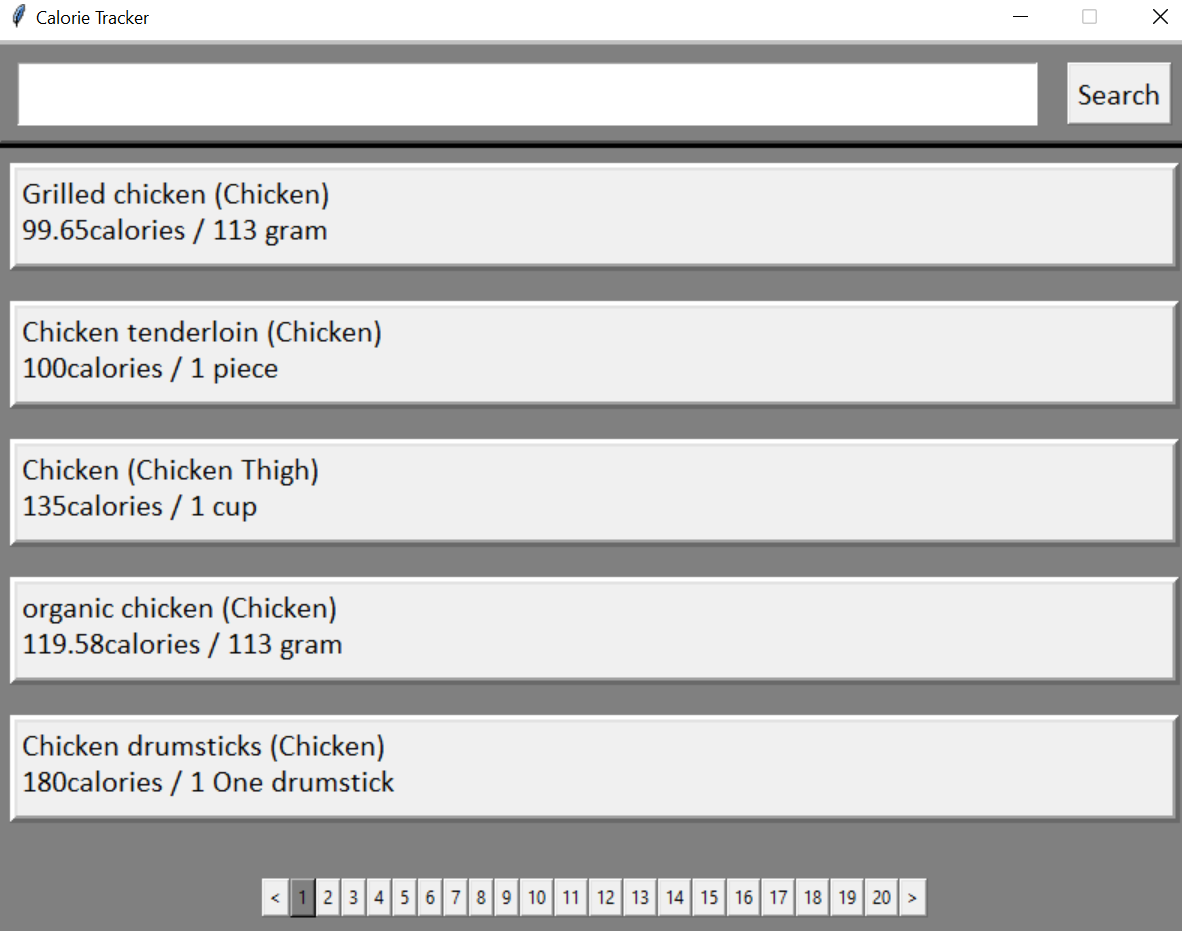 Calorie Tracker
Search
Grilled chicken (Chicken)
99.65calories / 113 gram
Chicken tenderloin (Chicken)
100calories / 1 piece
Chicken (Chicken Thigh)
135calories / 1 cup
organic chicken (Chicken)
119.58calories / 113 gram
Chicken drumsticks (Chicken)
180calories / 1 One drumstick
< 1 2 3 4 5 6 7 8 9 10 11 12 13 14 15 16 17 18 19 20 >